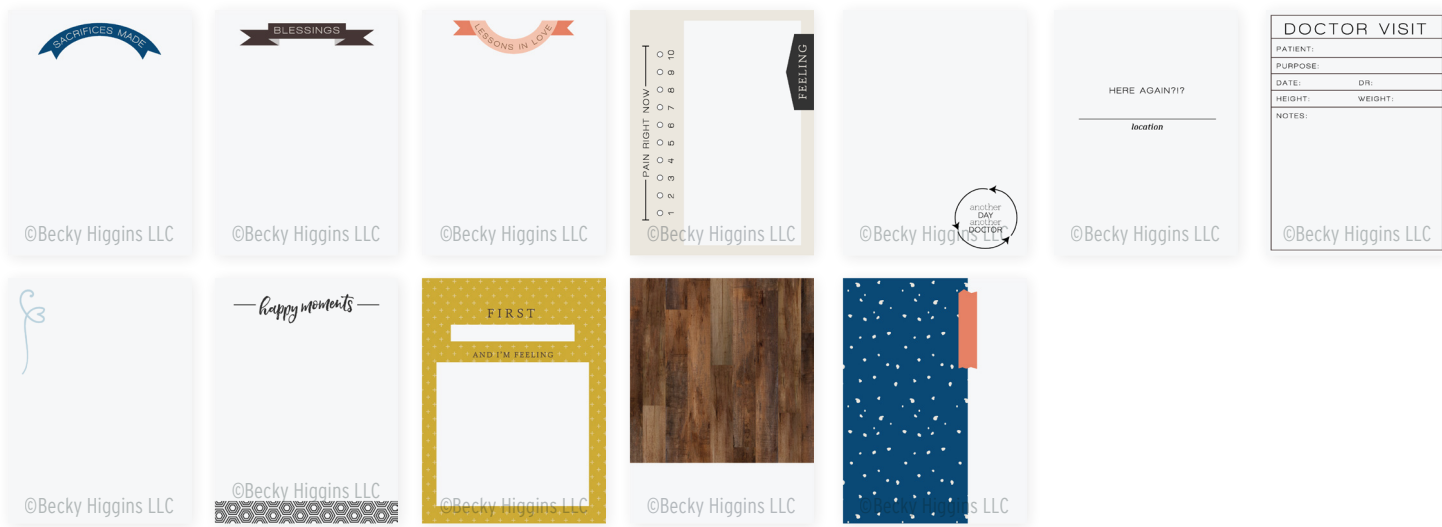 SACRIFICES MADE
©Becky Higgins LLC
BLESSINGS
©Becky Higgins LLC
LESSONS IN LOVE
©Becky Higgins LLC
PAIN RIGHT NOW
1 2 3 4 5 6 7 8 9 10
FEELING
©Becky Higgins LLC
another
DAY
another
DOCTOR
©Becky Higgins LLC
HERE AGAIN?!?
location
©Becky Higgins LLC
DOCTOR VISIT
PATIENT:
PURPOSE:
DATE: DR:
HEIGHT: WEIGHT:
NOTES:
©Becky Higgins LLC
©Becky Higgins LLC
happy moments
©Becky Higgins LLC
FIRST
AND I'M FEELING
©Becky Higgins LLC
©Becky Higgins LLC
©Becky Higgins LLC